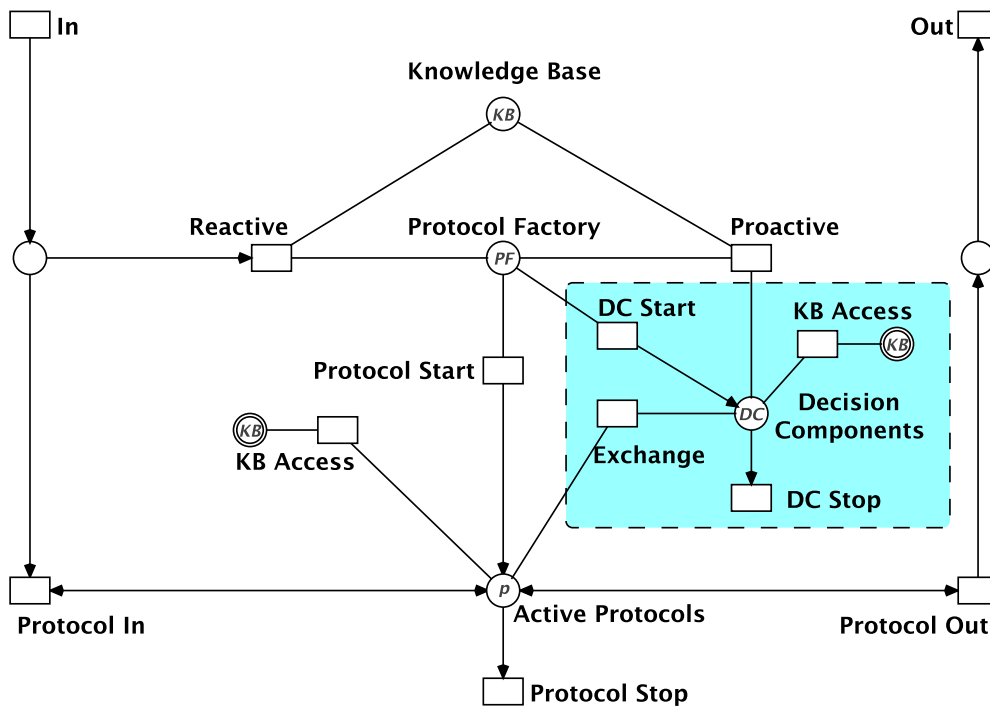 In
Out
Knowledge Base
KB
Reactive
Protocol Factory
Proactive
PF
DC Start
KB Access
KB
Protocol Start
Decision
Components
DC
KB
KB Access
Exchange
DC Stop
p
Active Protocols
Protocol In
Protocol Out
Protocol Stop